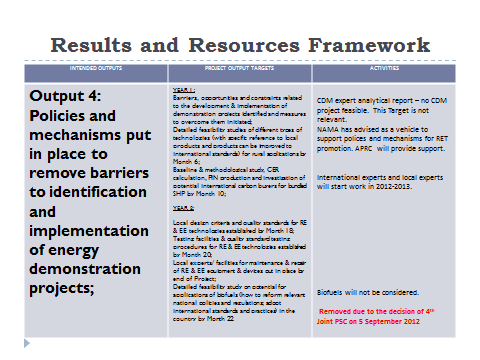 Results and Resources Framework
INTENDED OUTPUTS
PROJECT OUTPUT TARGETS
ACTIVITIES
Output 4:
Policies and
mechanisms put
in place to
remove barriers
to identification
and
implementation
of energy
demonstration
projects;
YEAR 1:
Barriers, opportunities and constraints related
to the development & implementation of
demonstration projects identified and measures
to overcome them initiated;
Detailed feasibility studies of different types of
technologies (with specific reference to local
products and products can be improved to
international standards) for rural applications by
Month 6;
Baseline & methodological study, CER
calculation, PIN production and investigation of
potential international carbon buyers for bundled
SHP by Month 10;
YEAR 2:
Local design criteria and quality standards for RE
& EE technologies established by Month 18;
Testing facilities & quality standard testing
procedures for RE & EE technologies established
by Month 20;
Local experts/ facilities for maintenance & repair
of RE & EE equipment & devices put in place by
end of Project;
Detailed feasibility study on potential for
applications of biofuels (how to reform relevant
national policies and regulations; adopt
international standards and practices) in the
country by Month 22
CDM expert analytical report – no CDM
project feasible. This Target is not
relevant.
NAMA has advised as a vehicle to
support polices and mechanisms for RET
promotion. APRC will provide support.
International experts and local experts
will start work in 2012-2013.
Biofuels will not be considered.
Removed due to the decision of 4th
Joint PSC on 5 September 2012